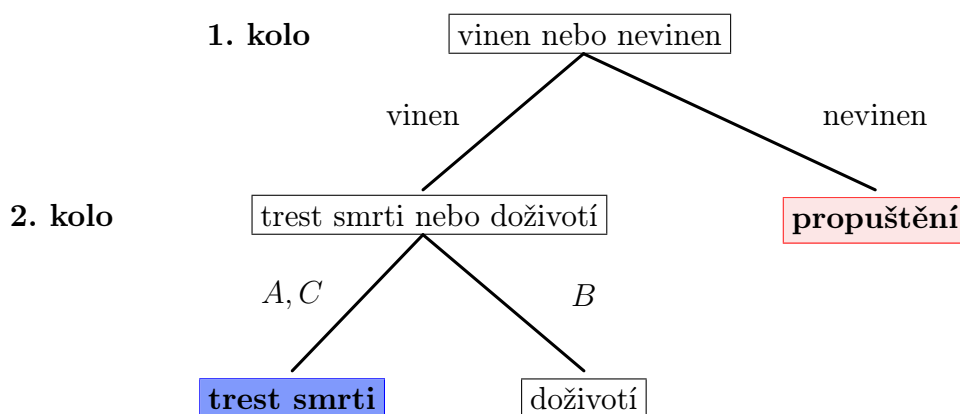 1. kolo vinen nebo nevinen
vinen nevinen
2. kolo trest smrti nebo doživotí propuštění
A, C B
trest smrti doživotí